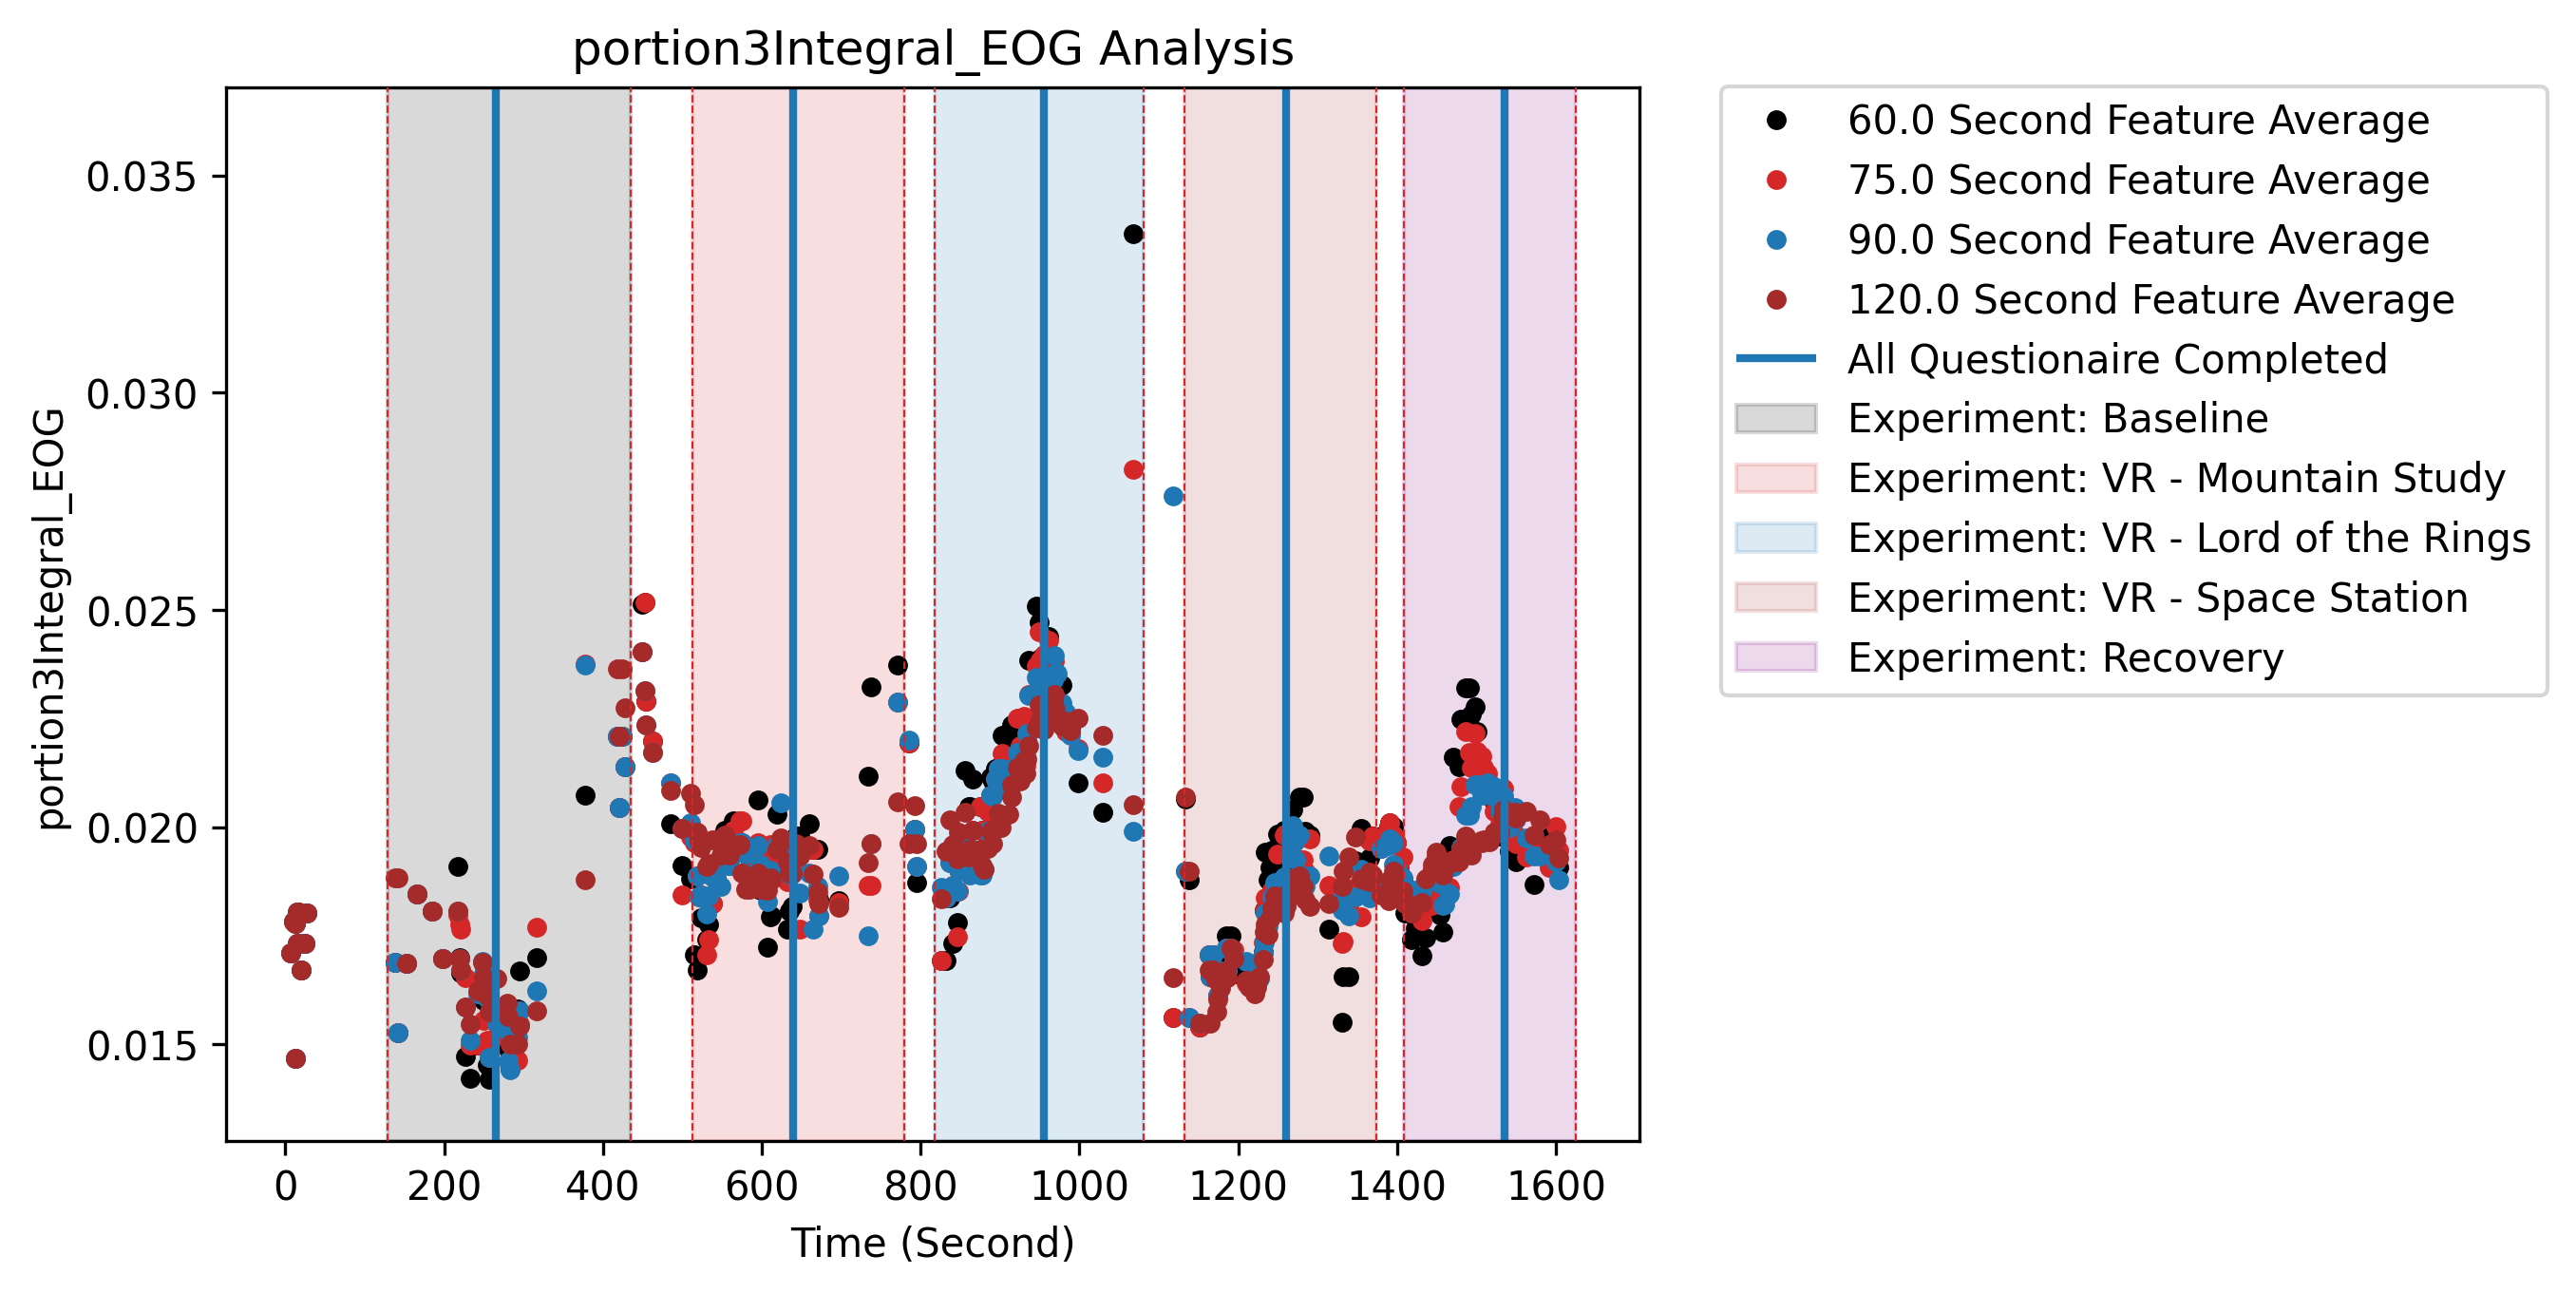 portion3Integral_EOG Analysis
0.035
0.030
0.025
0.020
0.015
portion3Integral_EOG
0 200 400 600 800 1000 1200 1400 1600
Time (Second)
60.0 Second Feature Average
75.0 Second Feature Average
90.0 Second Feature Average
120.0 Second Feature Average
All Questionaire Completed
Experiment: Baseline
Experiment: VR - Mountain Study
Experiment: VR - Lord of the Rings
Experiment: VR - Space Station
Experiment: Recovery